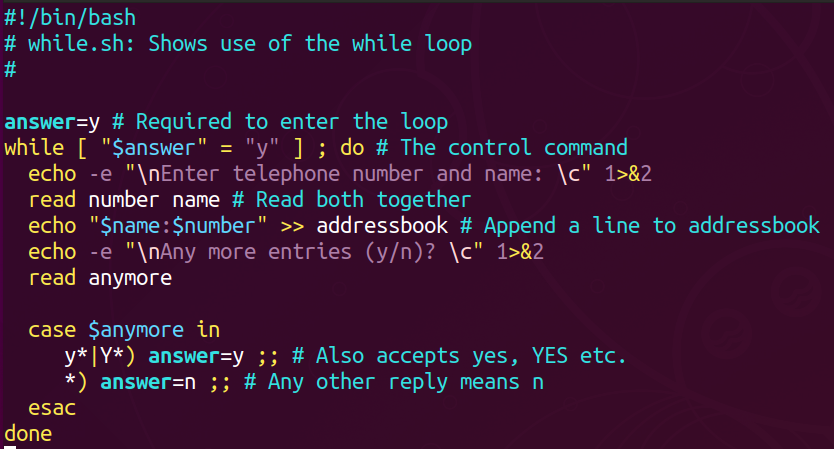 #!/bin/bash
# while.sh: Shows use of the while loop
#

answer=y # Required to enter the loop
while [ "$answer" = "y" ] ; do # The control command
  echo -e "\nEnter telephone number and name: \c" 1>&2
  read number name # Read both together
  echo "$name:$number" >> addressbook # Append a line to addressbook
  echo -e "\nAny more entries (y/n)? \c" 1>&2
  read anymore

  case $anymore in
     y*|Y*) answer=y ;; # Also accepts yes, YES etc.
     *) answer=n ;; # Any other reply means n
  esac
done